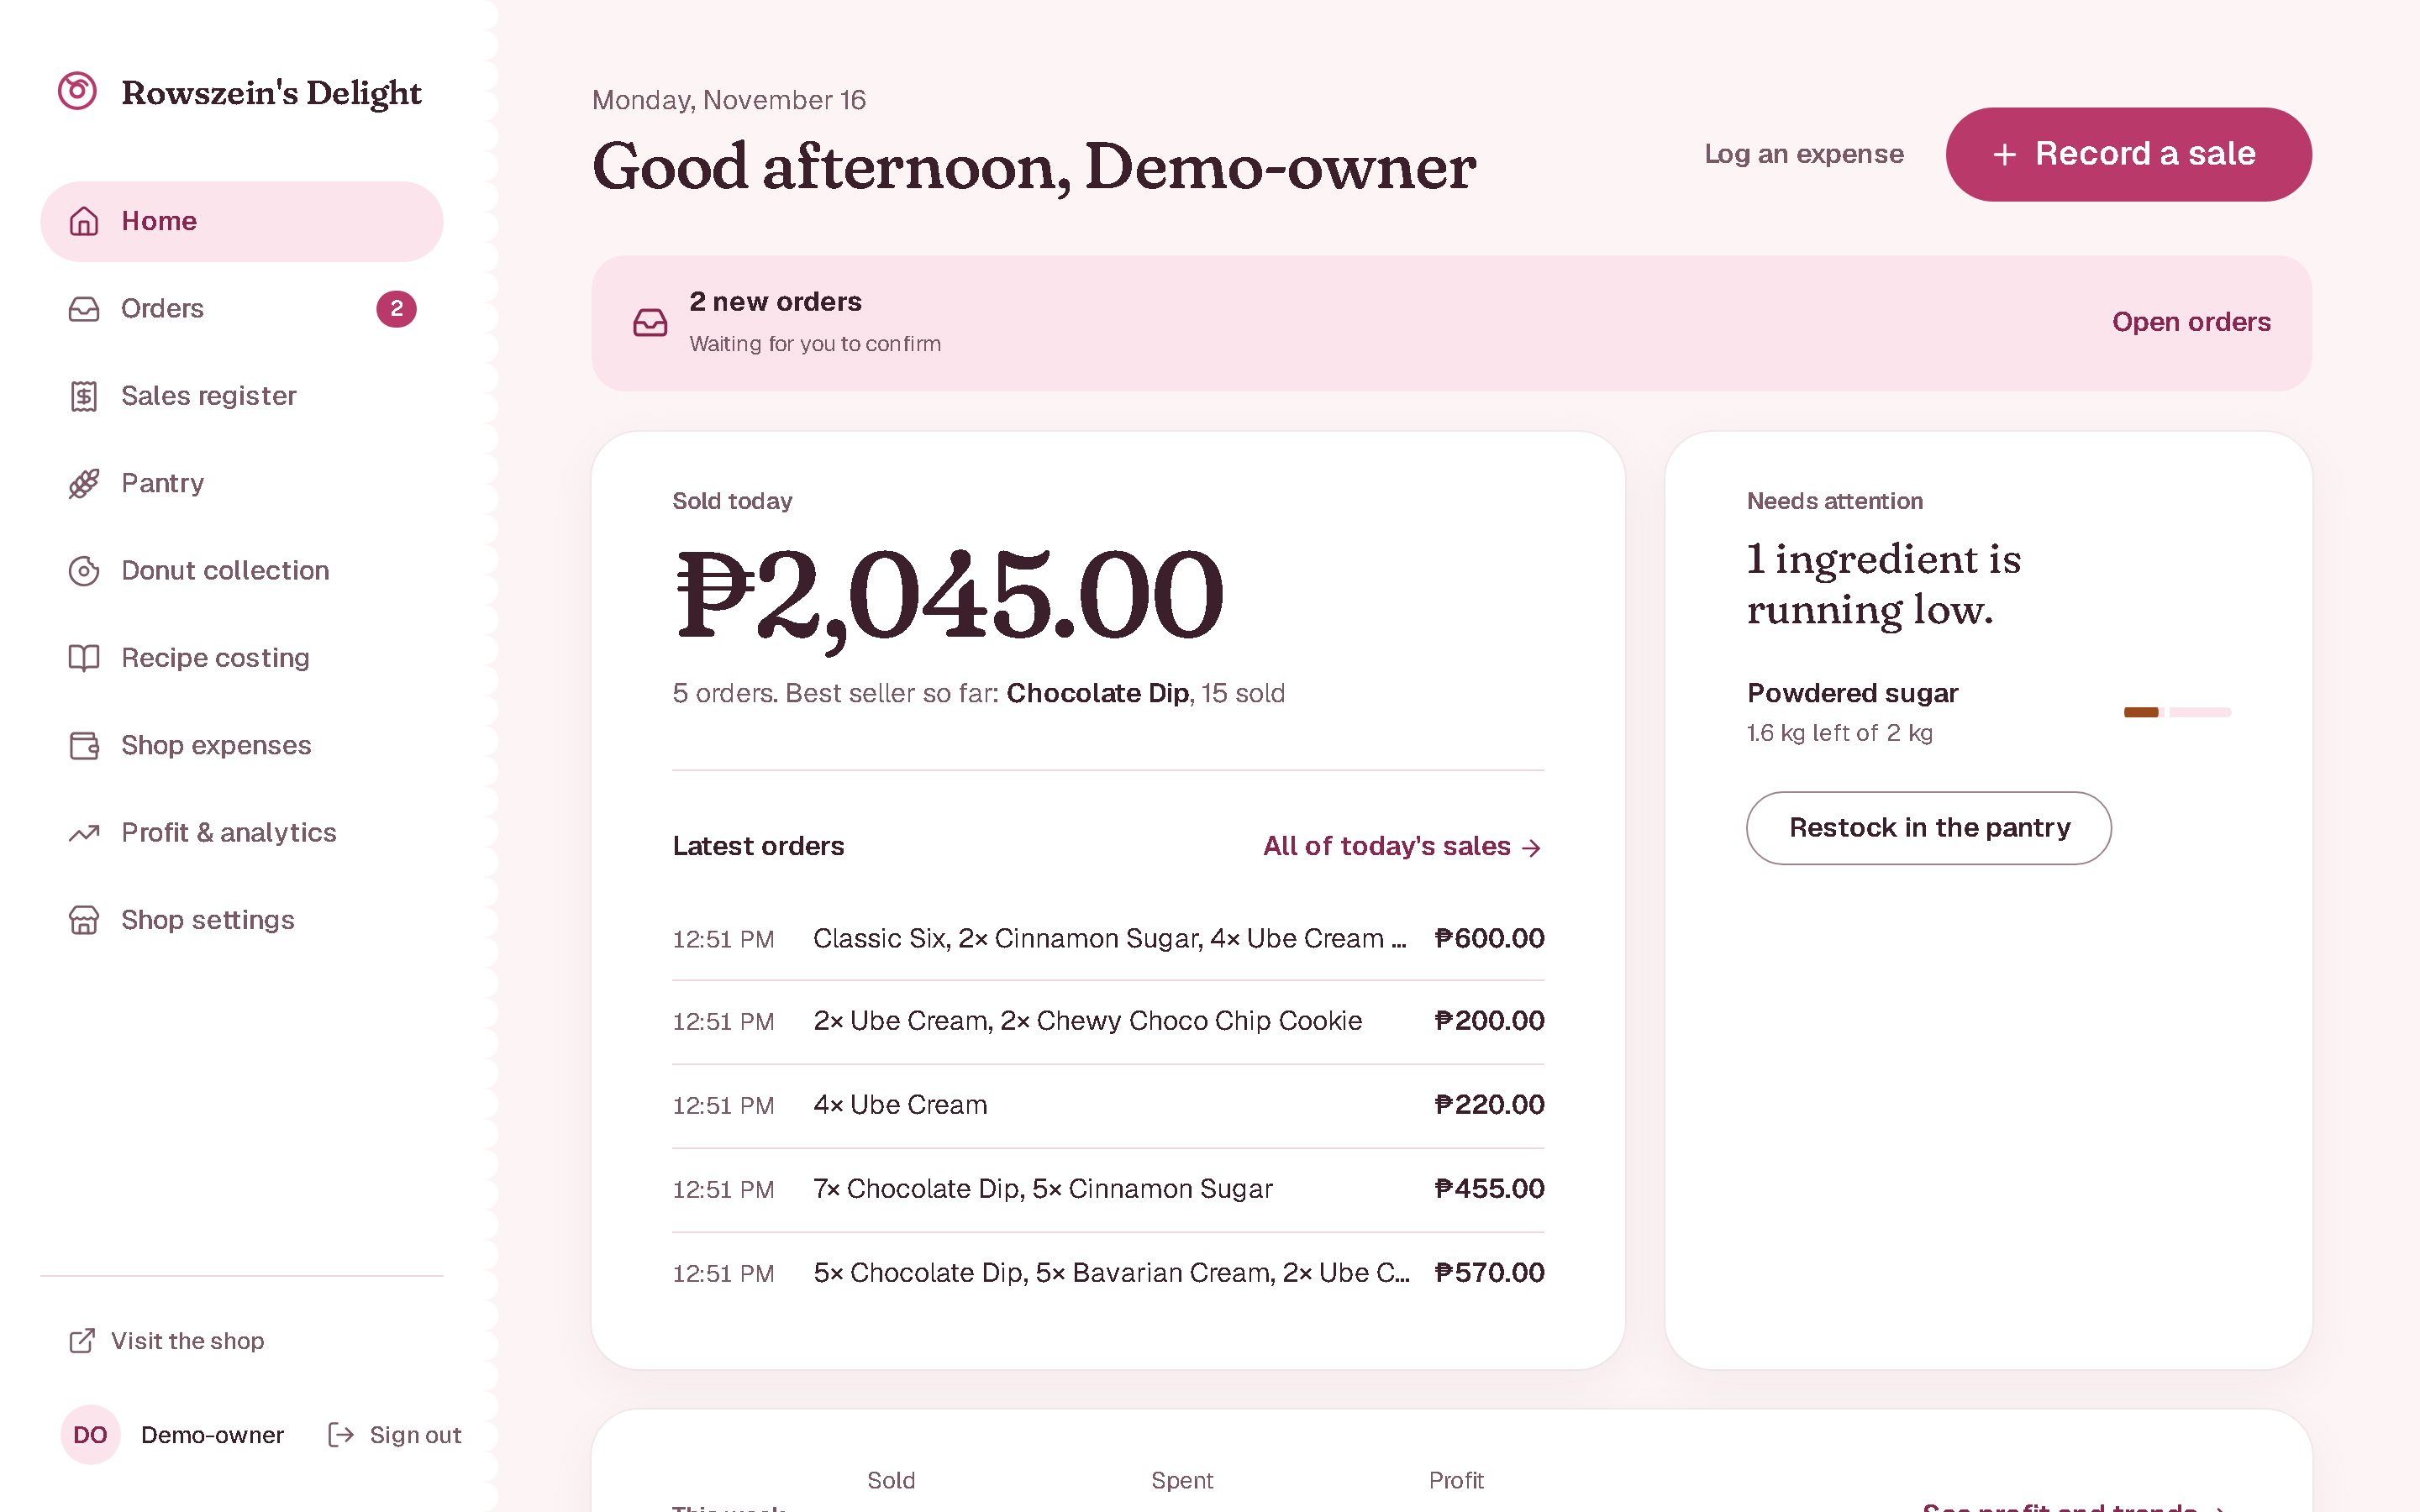 Rowszein's Delight
Home
Orders
2
Sales register
Pantry
Donut collection
Recipe costing
Shop expenses
Profit & analytics
Shop settings
Visit the shop
DO
Demo-owner
Sign out
Monday, November 16
Good afternoon, Demo-owner
Log an expense
+ Record a sale
2 new orders
Waiting for you to confirm
Open orders
Sold today
₱2,045.00
5 orders. Best seller so far: Chocolate Dip, 15 sold
Latest orders
All of today's sales →
12:51 PM Classic Six, 2× Cinnamon Sugar, 4× Ube Cream ... ₱600.00
12:51 PM 2× Ube Cream, 2× Chewy Choco Chip Cookie ₱200.00
12:51 PM 4× Ube Cream ₱220.00
12:51 PM 7× Chocolate Dip, 5× Cinnamon Sugar ₱455.00
12:51 PM 5× Chocolate Dip, 5× Bavarian Cream, 2× Ube C... ₱570.00
Needs attention
1 ingredient is
running low.
Powdered sugar
1.6 kg left of 2 kg
Restock in the pantry
Sold
Spent
Profit
This week
See profit and trends →